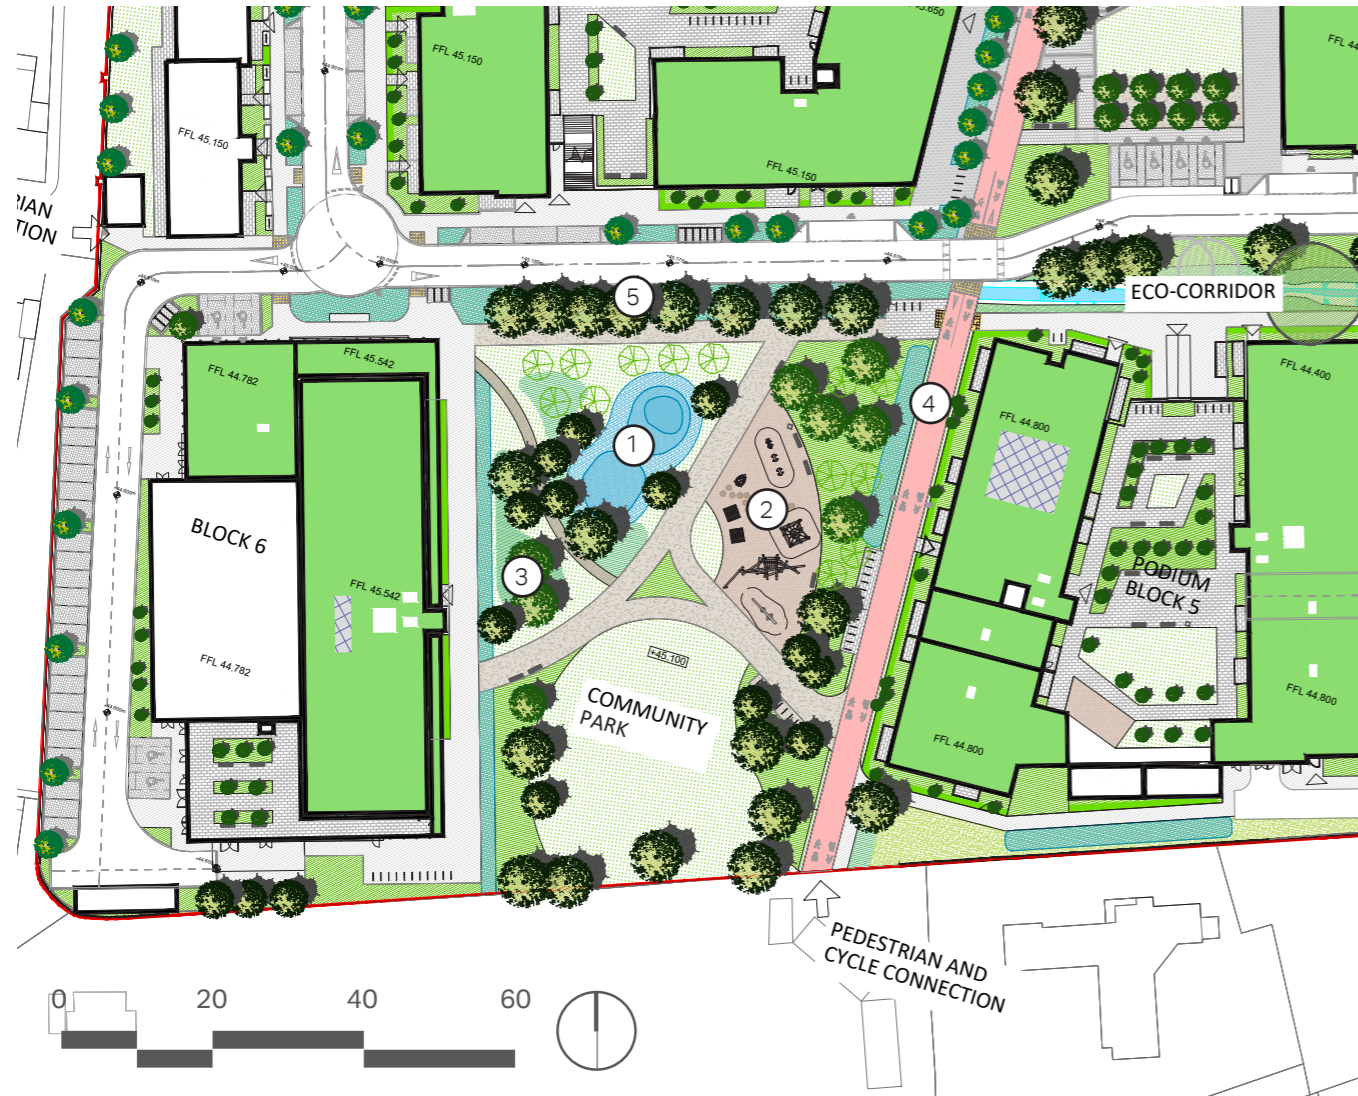 FFL 45.150
FFL 44
FFL 45.150
FFL 45.150
IAN
TION
5
ECO-CORRIDOR
FFL 45.542
FFL 44.782
FFL 44.400
4
FFL 44.800
1
2
BLOCK 6
3
FFL 45.542
PODIUM
BLOCK 5
FFL 44.782
+45.100
COMMUNITY
PARK
FFL 44.800
FFL 44.800
PEDESTRIAN AND
CYCLE CONNECTION
0 20 40 60